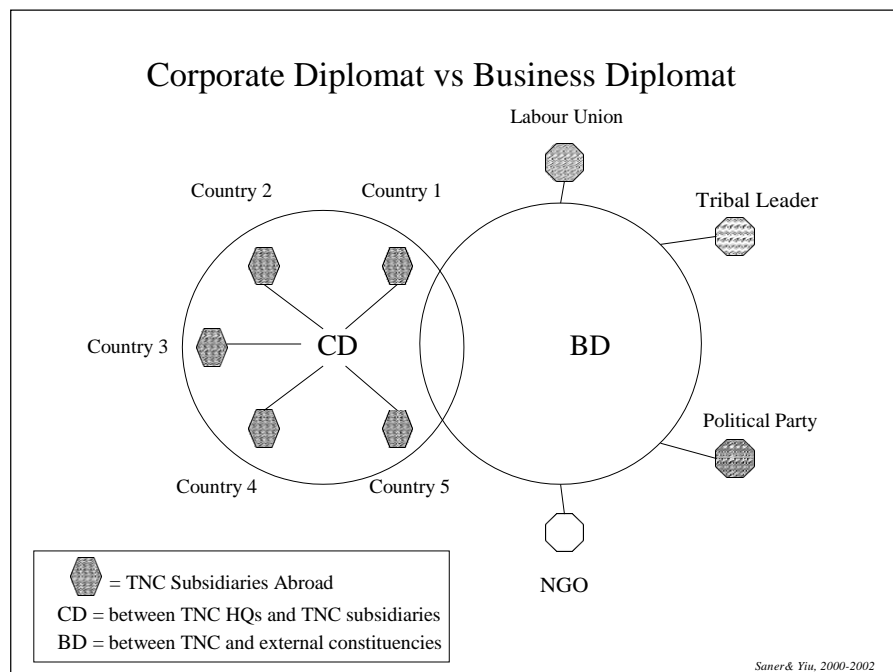 Corporate Diplomat vs Business Diplomat
Labour Union
Country 2
Country 1
Tribal Leader
Country 3
CD
BD
Political Party
Country 4
Country 5
NGO
= TNC Subsidiaries Abroad
CD = between TNC HQs and TNC subsidiaries
BD = between TNC and external constituencies
Saner& Yiu, 2000-2002